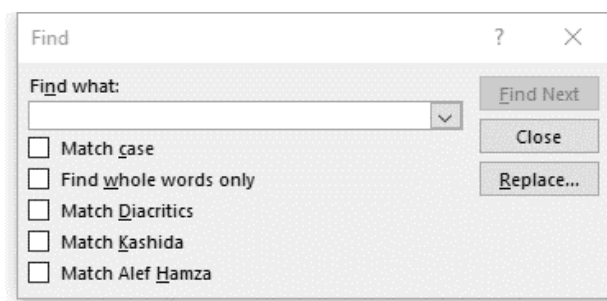 Find ?
Find what:
Find Next
Close
Match case
Find whole words only
Replace...
Match Diacritics
Match Kashida
Match Alef Hamza